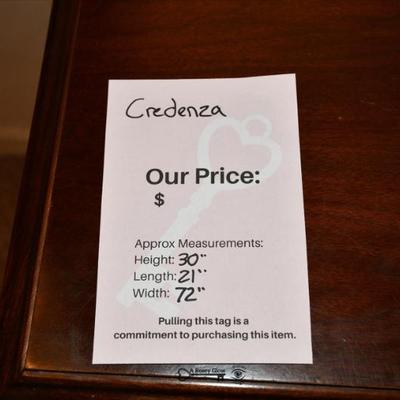 Credenza
Our Price:
$
Approx Measurements:
Height: 30"
Length: 21"
Width: 72"
Pulling this tag is a
commitment to purchasing this item.